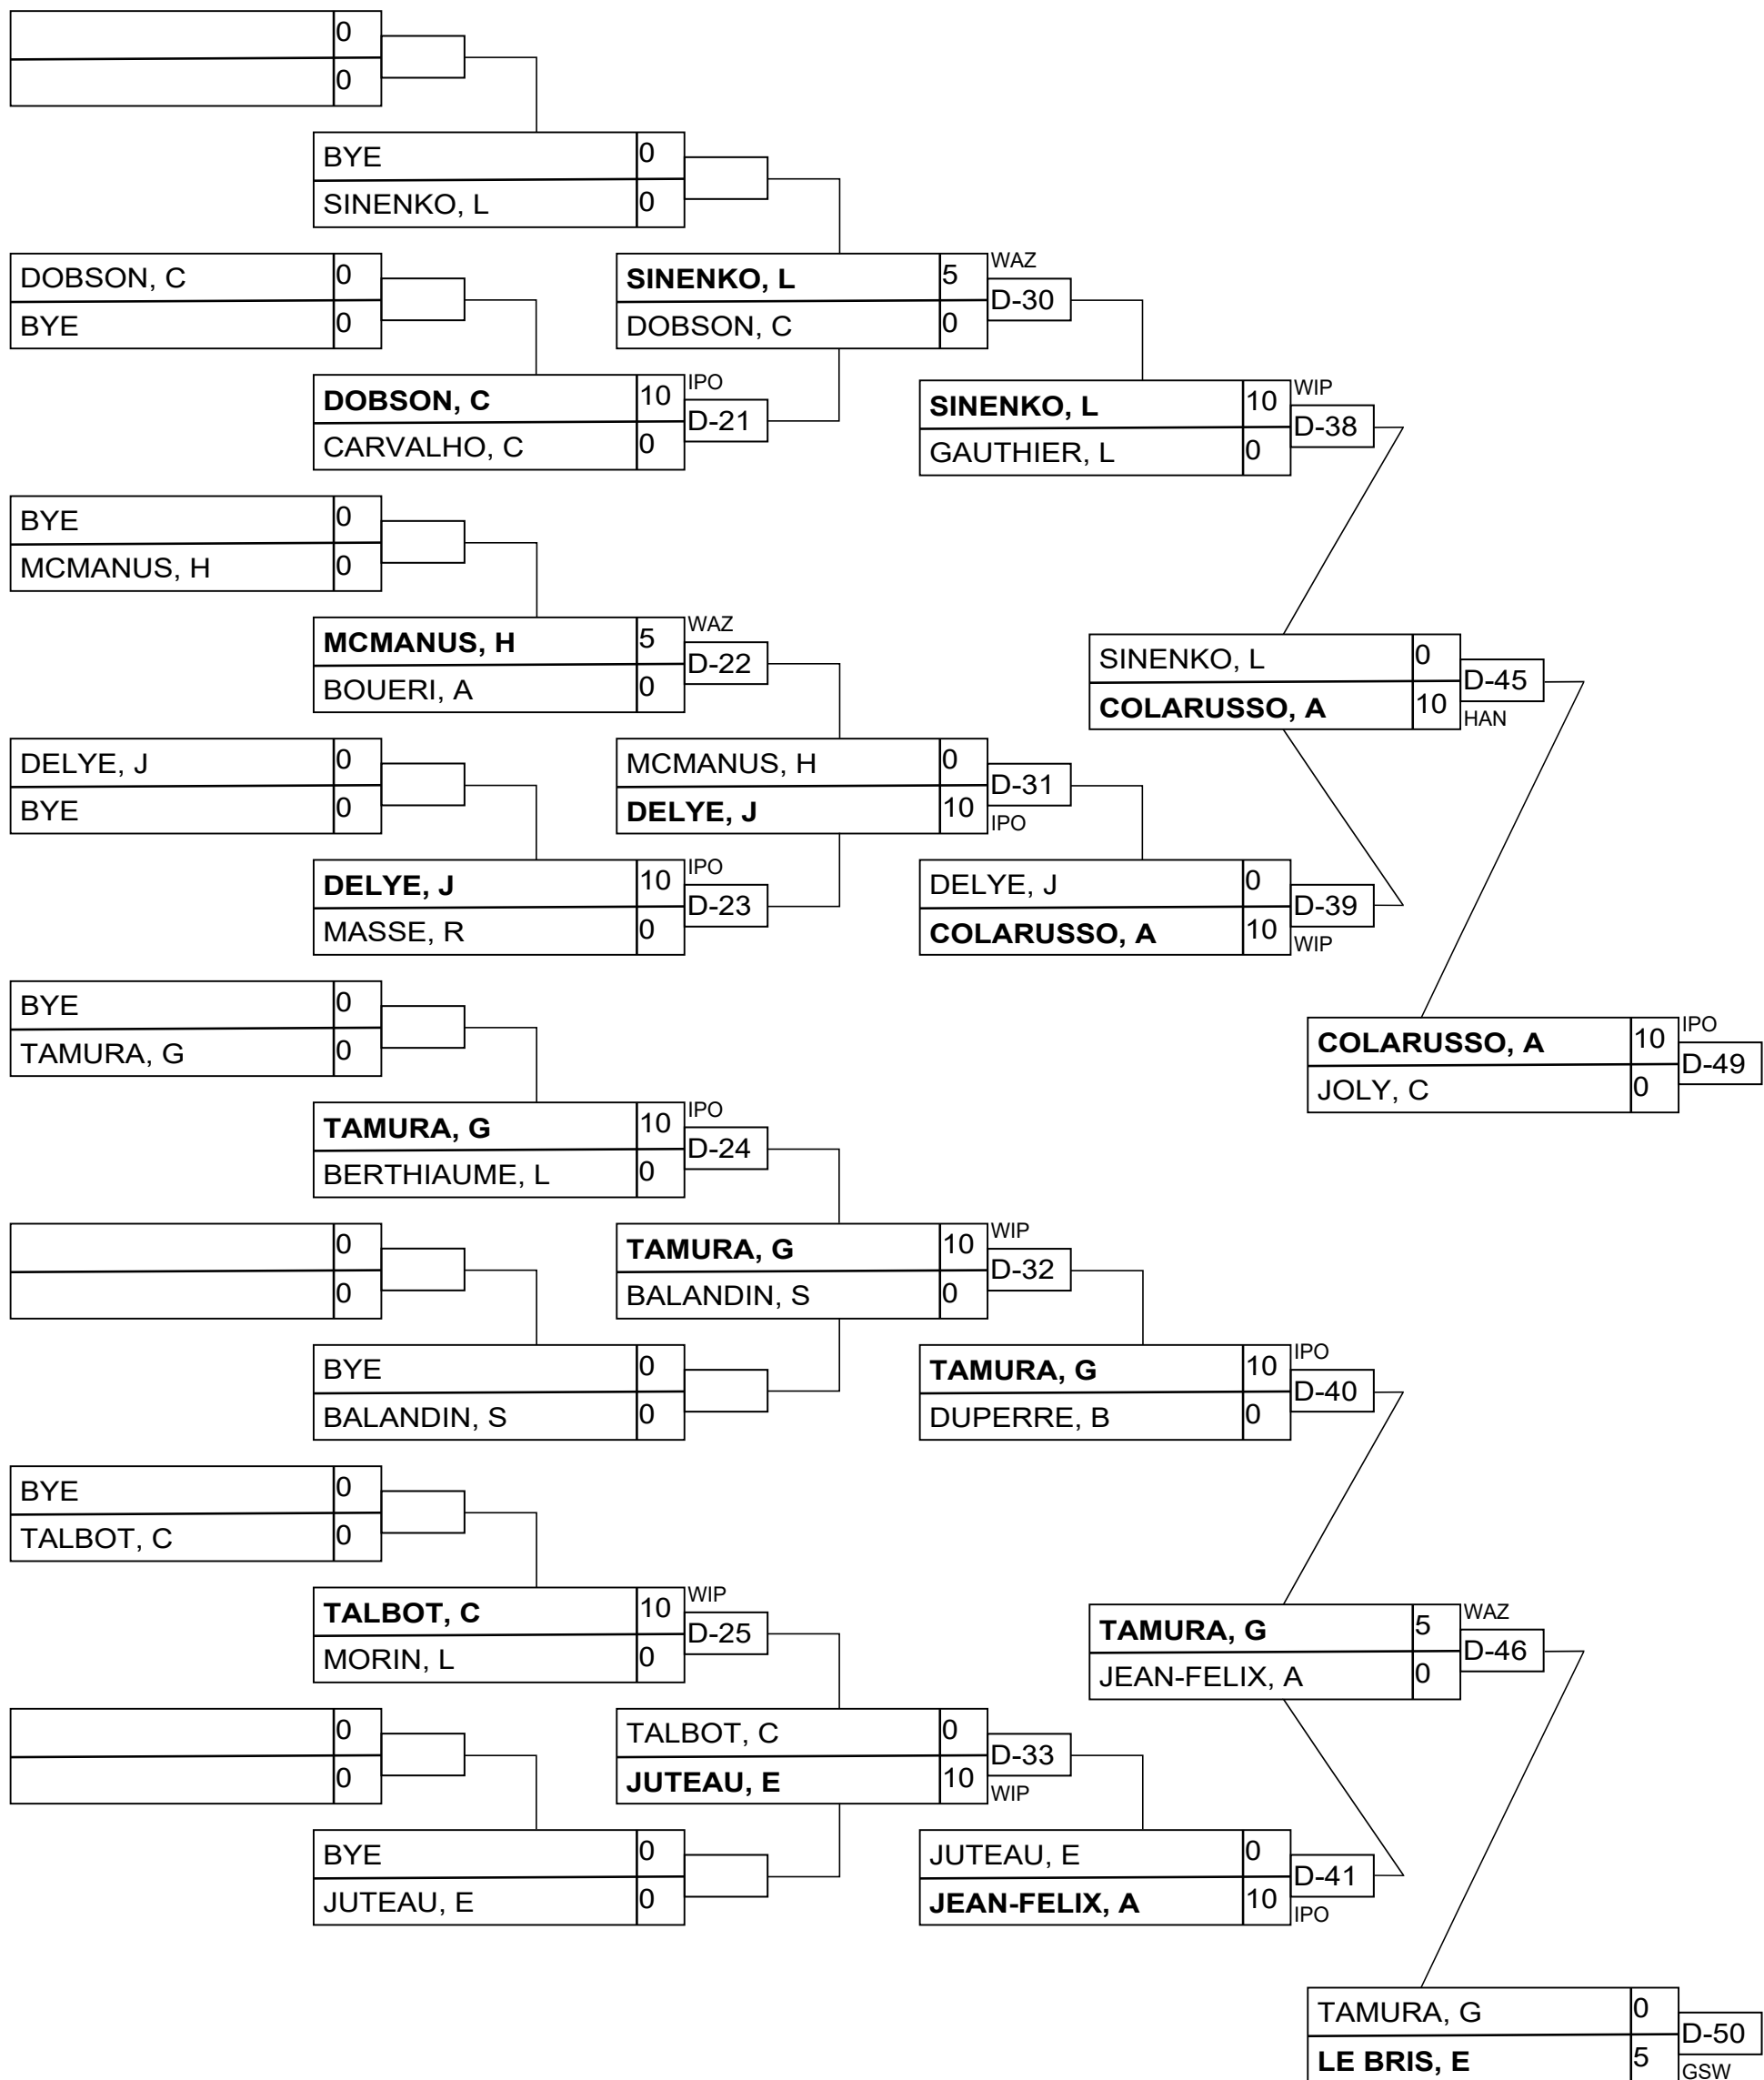 0
0
BYE 0
SINENKO, L 0
DOBSON, C 0
BYE 0
SINENKO, L 5 WAZ
D-30
DOBSON, C 0
DOBSON, C 10 IPO
D-21
CARVALHO, C 0
SINENKO, L 10 WIP
D-38
GAUTHIER, L 0
BYE 0
MCMANUS, H 0
MCMANUS, H 5 WAZ
D-22
BOUERI, A 0
SINENKO, L 0
D-45
COLARUSSO, A 10 HAN
DELYE, J 0
BYE 0
MCMANUS, H 0
D-31
DELYE, J 10 IPO
DELYE, J 10 IPO
D-23
MASSE, R 0
DELYE, J 0
D-39
COLARUSSO, A 10 WIP
BYE 0
TAMURA, G 0
COLARUSSO, A 10 IPO
D-49
JOLY, C 0
TAMURA, G 10 IPO
D-24
BERTHIAUME, L 0
0
0
TAMURA, G 10 WIP
D-32
BALANDIN, S 0
BYE 0
BALANDIN, S 0
TAMURA, G 10 IPO
D-40
DUPERRE, B 0
BYE 0
TALBOT, C 0
TALBOT, C 10 WIP
D-25
MORIN, L 0
TAMURA, G 5 WAZ
D-46
JEAN-FELIX, A 0
0
0
TALBOT, C 0
D-33
JUTEAU, E 10 WIP
BYE 0
JUTEAU, E 0
JUTEAU, E 0
D-41
JEAN-FELIX, A 10 IPO
TAMURA, G 0
D-50
LE BRIS, E 5 GSW